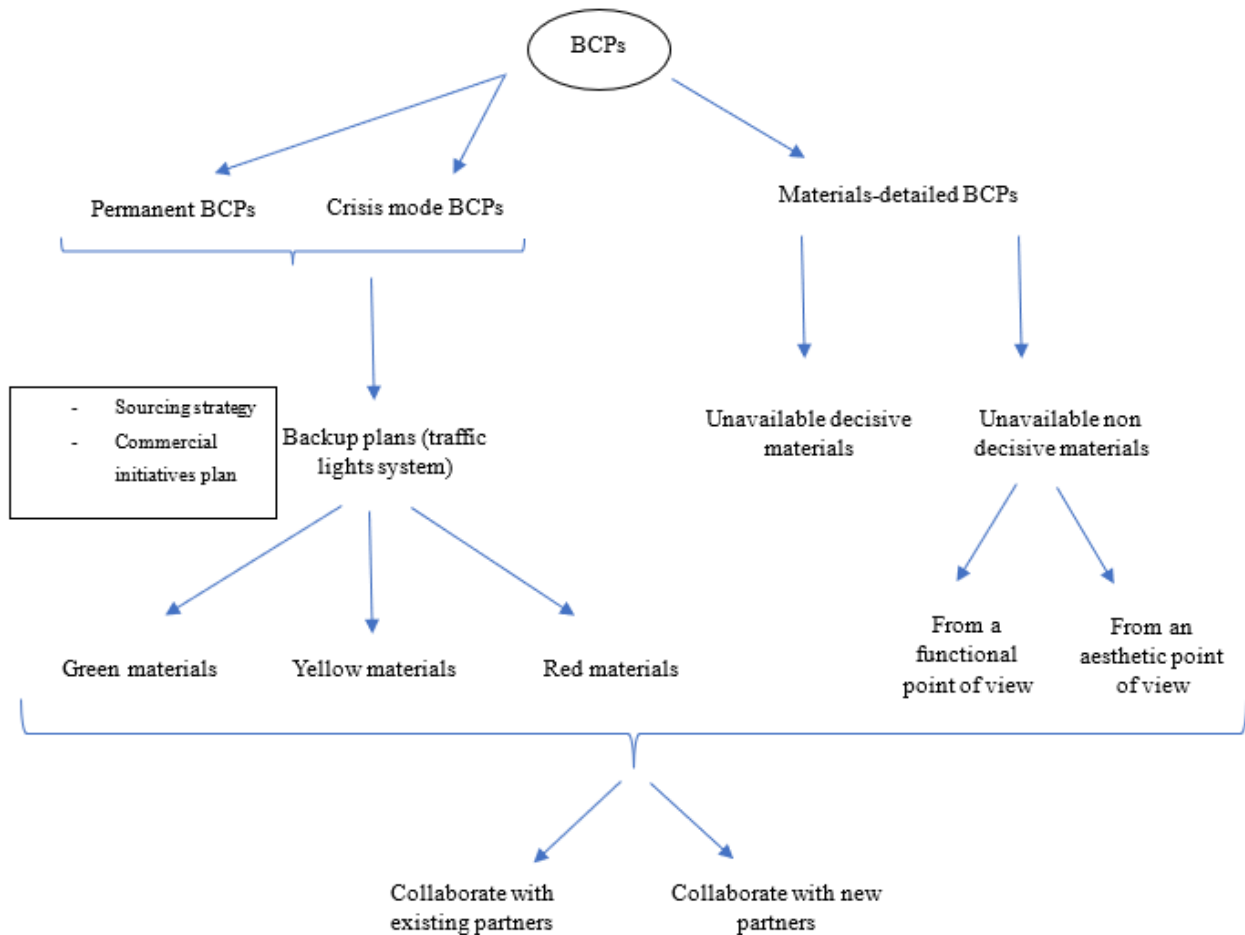 BCPs
Permanent BCPs
Crisis mode BCPs
Materials-detailed BCPs
- Sourcing strategy
- Commercial
initiatives plan
Backup plans (traffic
lights system)
Unavailable decisive
materials
Unavailable non
decisive materials
Green materials
Yellow materials
Red materials
From a
functional
point of view
From an
aesthetic point
of view
Collaborate with
existing partners
Collaborate with new
partners